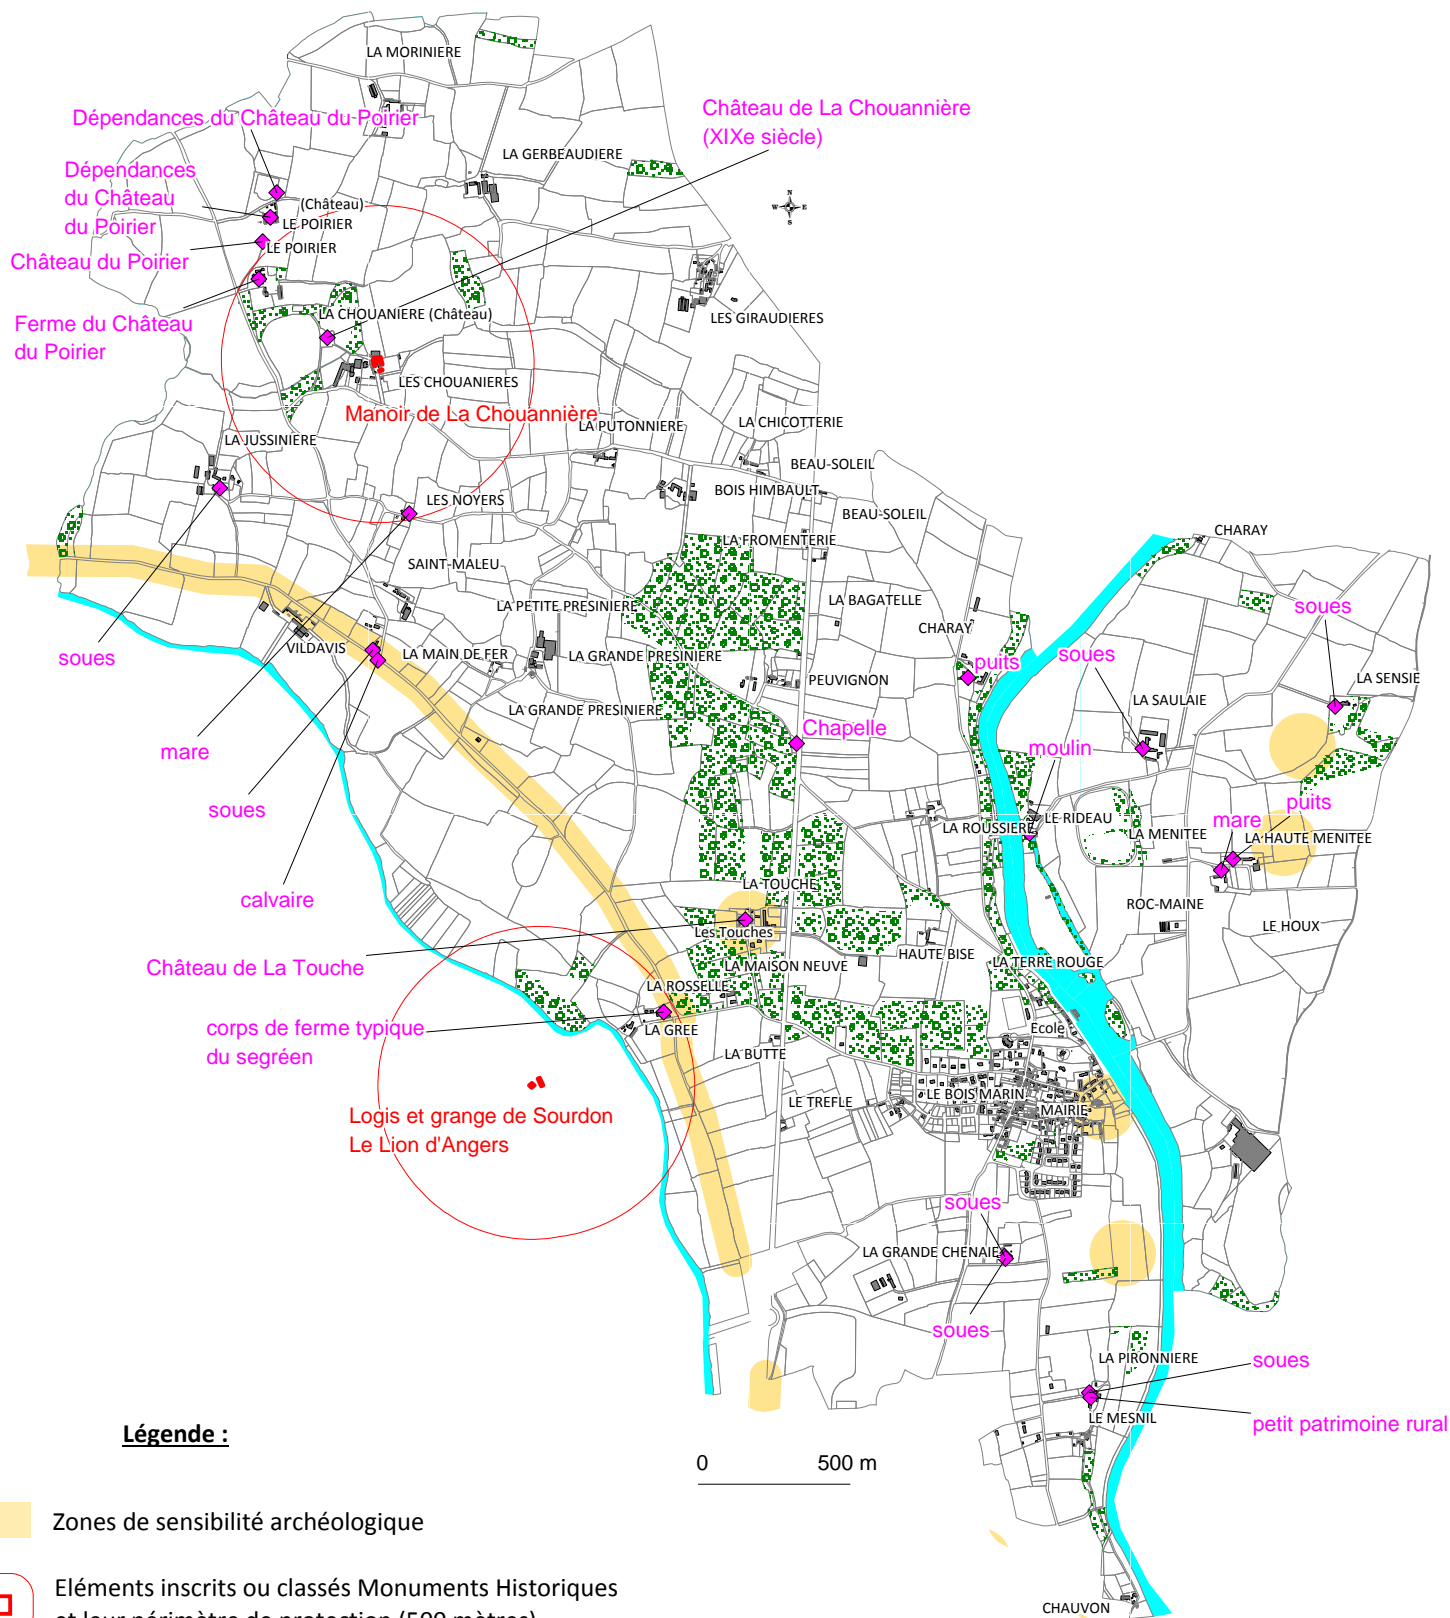 LA MORINIERE
Château de La Chouannière
(XIXe siècle)
Dépendances du Château du Poirier
LA GERBEAUDIERE
Dépendances
du Château
du Poirier
N
W E
S
(Château)
LE POIRIER
LE POIRIER
Château du Poirier
LA CHOUANIERE (Château)
LES GIRAUDIERES
Ferme du Château
du Poirier
LES CHOUANIERES
Manoir de La Chouannière
LA PUTONNIERE
LA CHICOTTERIE
LA JUSSINIERE
BEAU-SOLEIL
BOIS HIMBAULT
LES NOYERS
BEAU-SOLEIL
CHARAY
LA FROMENTERIE
SAINT-MALEU
LA BAGATELLE
LA PETITE PRESINIERE
soues
CHARAY
VILDAVIS
LA MAIN DE FER
LA GRANDE PRESINIERE
soues
soues
puits
PEUVIGNON
LA SENSIE
LA SAULAIE
LA GRANDE PRESINIERE
Chapelle
mare
moulin
soues
puits
LE RIDEAU
mare
LA ROUSSIERE
LA MENITEE
LA HAUTE MENITEE
LA TOUCHE
calvaire
ROC-MAINE
LE HOUX
Les Touches
HAUTE BISE
Château de La Touche
LA MAISON NEUVE
LA TERRE ROUGE
LA ROSSELLE
corps de ferme typique
du segréen
LA GREE
Ecole
LA BUTTE
LE BOIS MARIN
LE TREFLE
MAIRIE
Logis et grange de Sourdon
Le Lion d'Angers
soues
LA GRANDE CHENAIE
soues
LA PIRONNIERE
soues
LE MESNIL
petit patrimoine rural
Légende :
0 500 m
Zones de sensibilité archéologique
Eléments inscrits ou classés Monuments Historiques
et leur périmètre de protection (500 mètres)
CHAUVON